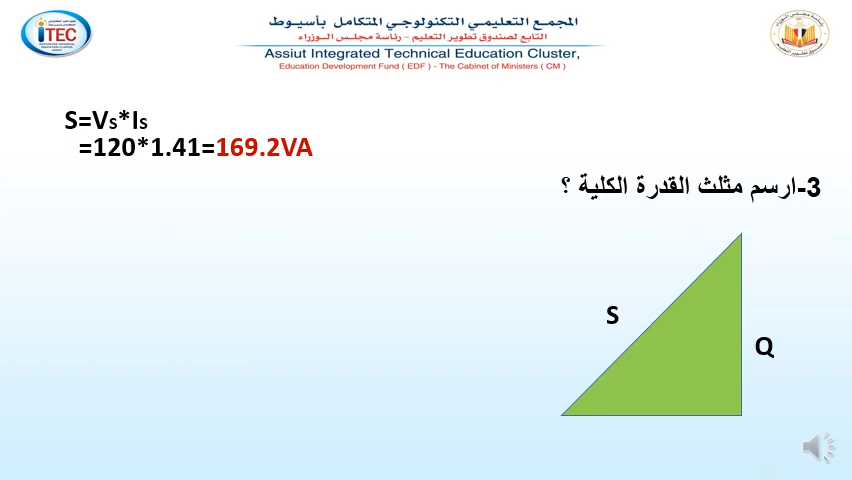 iTEC
المجمع التعليمي التكنولوجي المتكامل بأسيوط
التابع لصندوق تطوير التعليم - رئاسة مجلس الوزراء
Assiut Integrated Technical Education Cluster,
Education Development Fund ( EDF ) - The Cabinet of Ministers ( CM )
S=Vs*Is
=120*1.41=169.2VA
3-ارسم مثلث القدرة الكلية ؟
S
Q